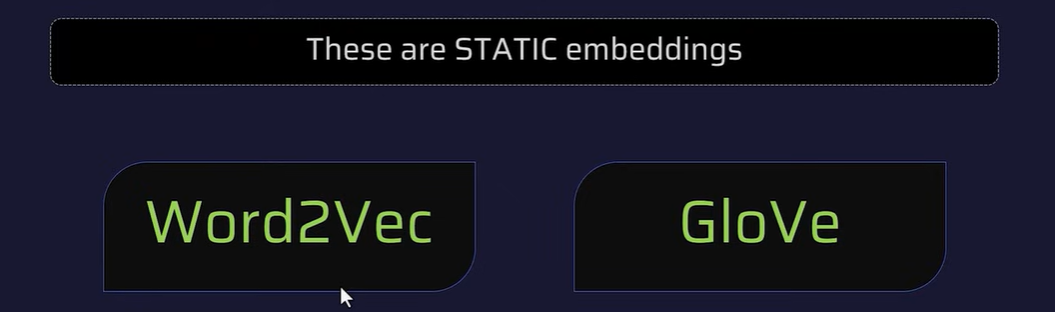 These are STATIC embeddings
Word2Vec
GloVe